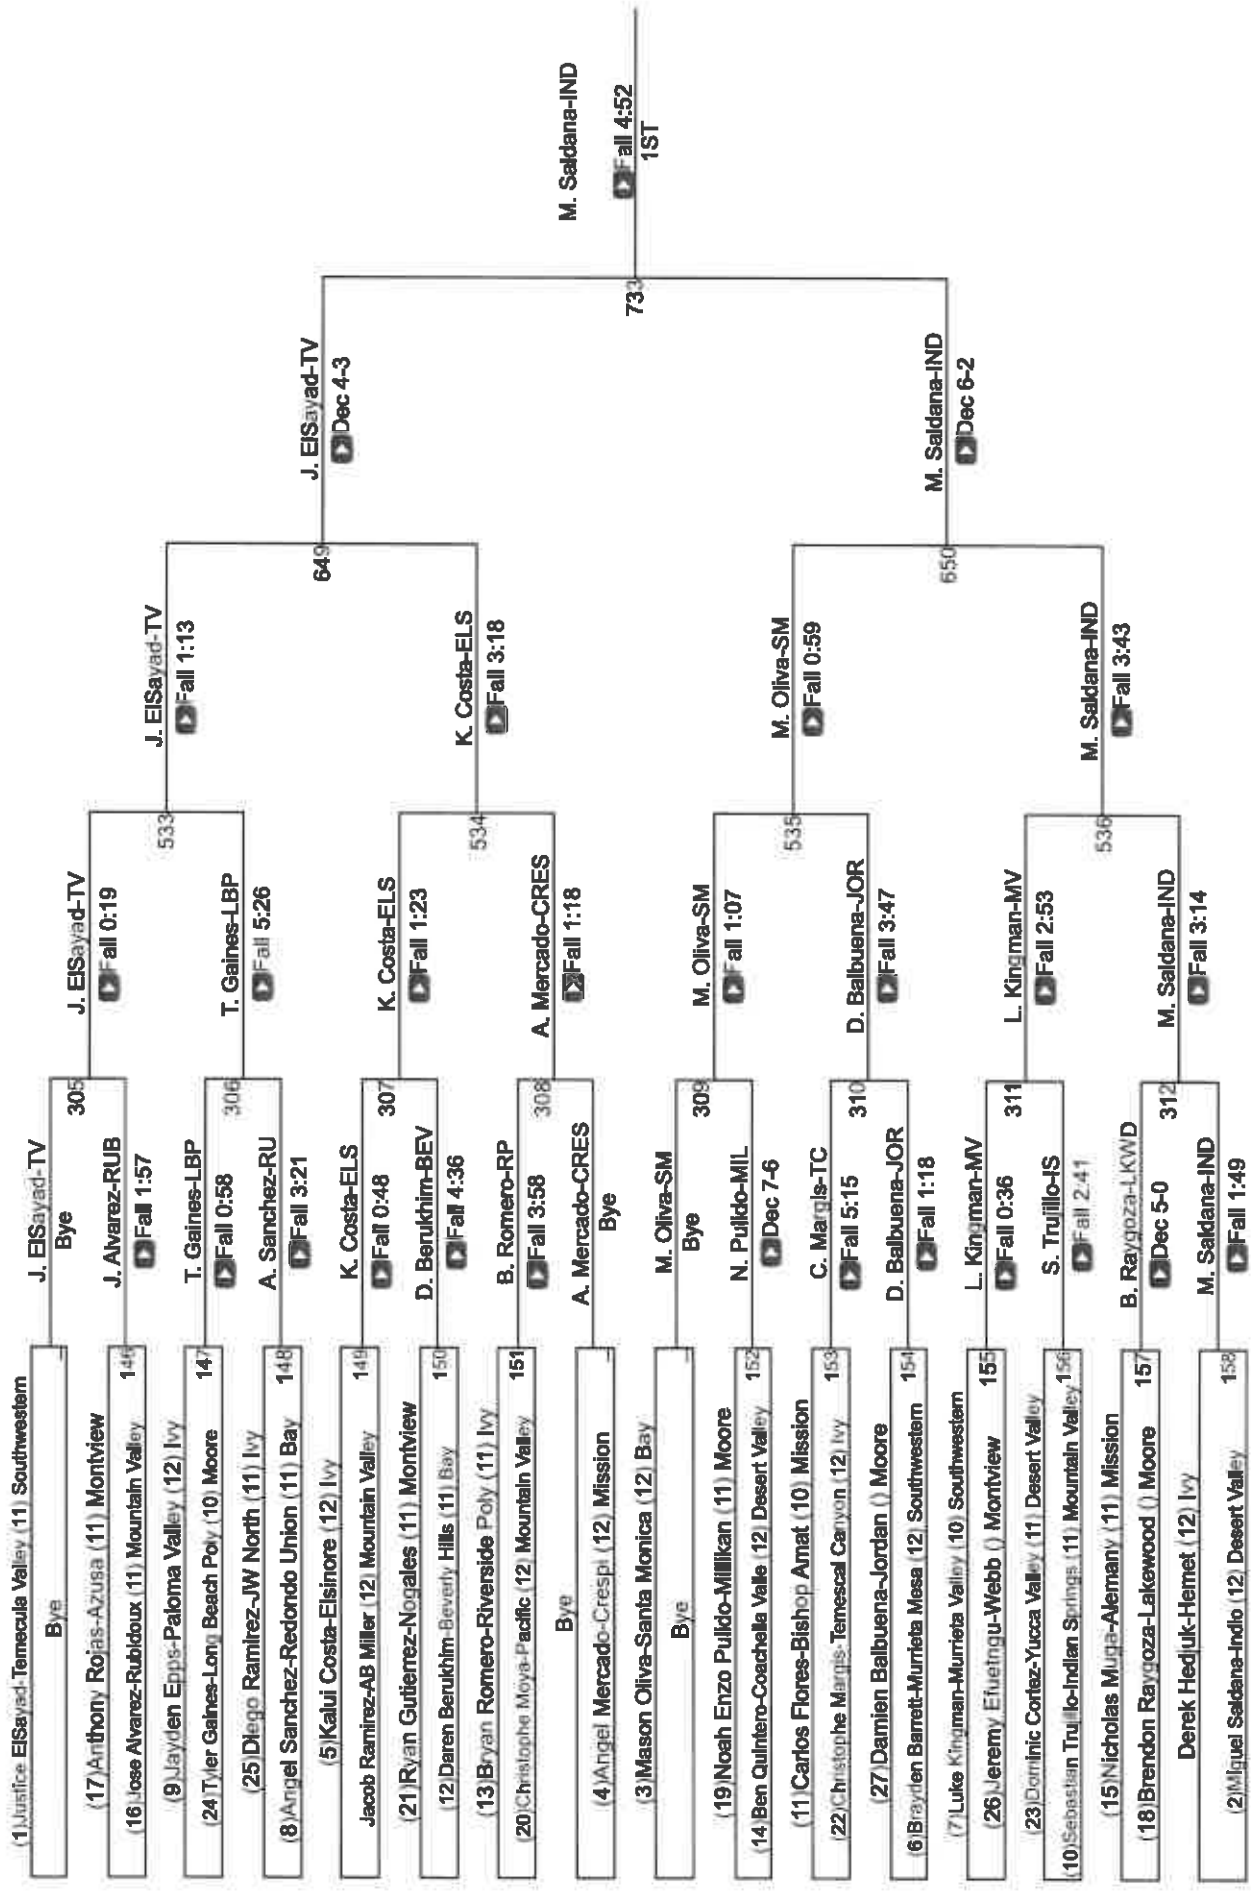 (1)Justice ElSayad-Temecula Valley (11) Southwestern
Bye
(17)Anthony Rojas-Azusa (11) Montview
(16)Jose Alvarez-Rubidoux (11) Mountain Valley
146
(9)Jayden Epps-Paloma Valley (12) Ivy
(24)Tyler Gaines-Long Beach Poly (10) Moore
147
(25)Diego Ramirez-JW North (11) Ivy
(8)Angel Sanchez-Redondo Union (11) Bay
148
(5)Kalui Costa-Elsinore (12) Ivy
Jacob Ramirez-AB Miller (12) Mountain Valley
149
(21)Ryan Gutierrez-Nogales (11) Montview
(12)Daren Berukhim-Beverly Hills (11) Bay
150
(13)Bryan Romero-Riverside Poly (11) Ivy
(20)Christophe Moya-Pacific (12) Mountain Valley
151
Bye
(4)Angel Mercado-Crespi (12) Mission
(3)Mason Oliva-Santa Monica (12) Bay
Bye
(19)Noah Enzo Pulido-Millikan (11) Moore
(14)Ben Quintero-Coachella Valle (12) Desert Valley
152
(11)Carlos Flores-Bishop Amat (10) Mission
(22)Christophe Margis-Temescal Canyon (12) Ivy
153
(27)Damien Balbuena-Jordan () Moore
(6)Brayden Barrett-Murrieta Mesa (12) Southwestern
154
(7)Luke Kingman-Murrieta Valley (10) Southwestern
(26)Jeremy Efuetngu-Webb () Montview
155
(23)Dominic Cortez-Yucca Valley (11) Desert Valley
(10)Sebastian Trujillo-Indian Springs (11) Mountain Valley
156
(15)Nicholas Muga-Alemany (11) Mission
(18)Brendon Raygoza-Lakewood () Moore
157
Derek Hedjuk-Hemet (12) Ivy
(2)Miguel Saldana-Indio (12) Desert Valley
158
J. ElSayad-TV
Bye
305
J. Alvarez-RUB
Fall 1:57
T. Gaines-LBP
Fall 0:58
306
A. Sanchez-RU
Fall 3:21
K. Costa-ELS
Fall 0:48
307
D. Berukhim-BEV
Fall 4:36
B. Romero-RP
Fall 3:58
308
A. Mercado-CRES
Bye
M. Oliva-SM
Bye
309
N. Pulido-MIL
Dec 7-6
C. Margis-TC
Fall 5:15
310
D. Balbuena-JOR
Fall 1:18
L. Kingman-MV
Fall 0:36
311
S. Trujillo-IS
Fall 2:41
B. Raygoza-LKWD
Dec 5-0
312
M. Saldana-IND
Fall 1:49
J. ElSayad-TV
Fall 0:19
533
T. Gaines-LBP
Fall 5:26
K. Costa-ELS
Fall 1:23
534
A. Mercado-CRES
Fall 1:18
M. Oliva-SM
Fall 1:07
535
D. Balbuena-JOR
Fall 3:47
L. Kingman-MV
Fall 2:53
536
M. Saldana-IND
Fall 3:14
J. ElSayad-TV
Fall 1:13
649
K. Costa-ELS
Fall 3:18
M. Oliva-SM
Fall 0:59
650
M. Saldana-IND
Fall 3:43
J. ElSayad-TV
Dec 4-3
733
M. Saldana-IND
Dec 6-2
M. Saldana-IND
Fall 4:52
1ST